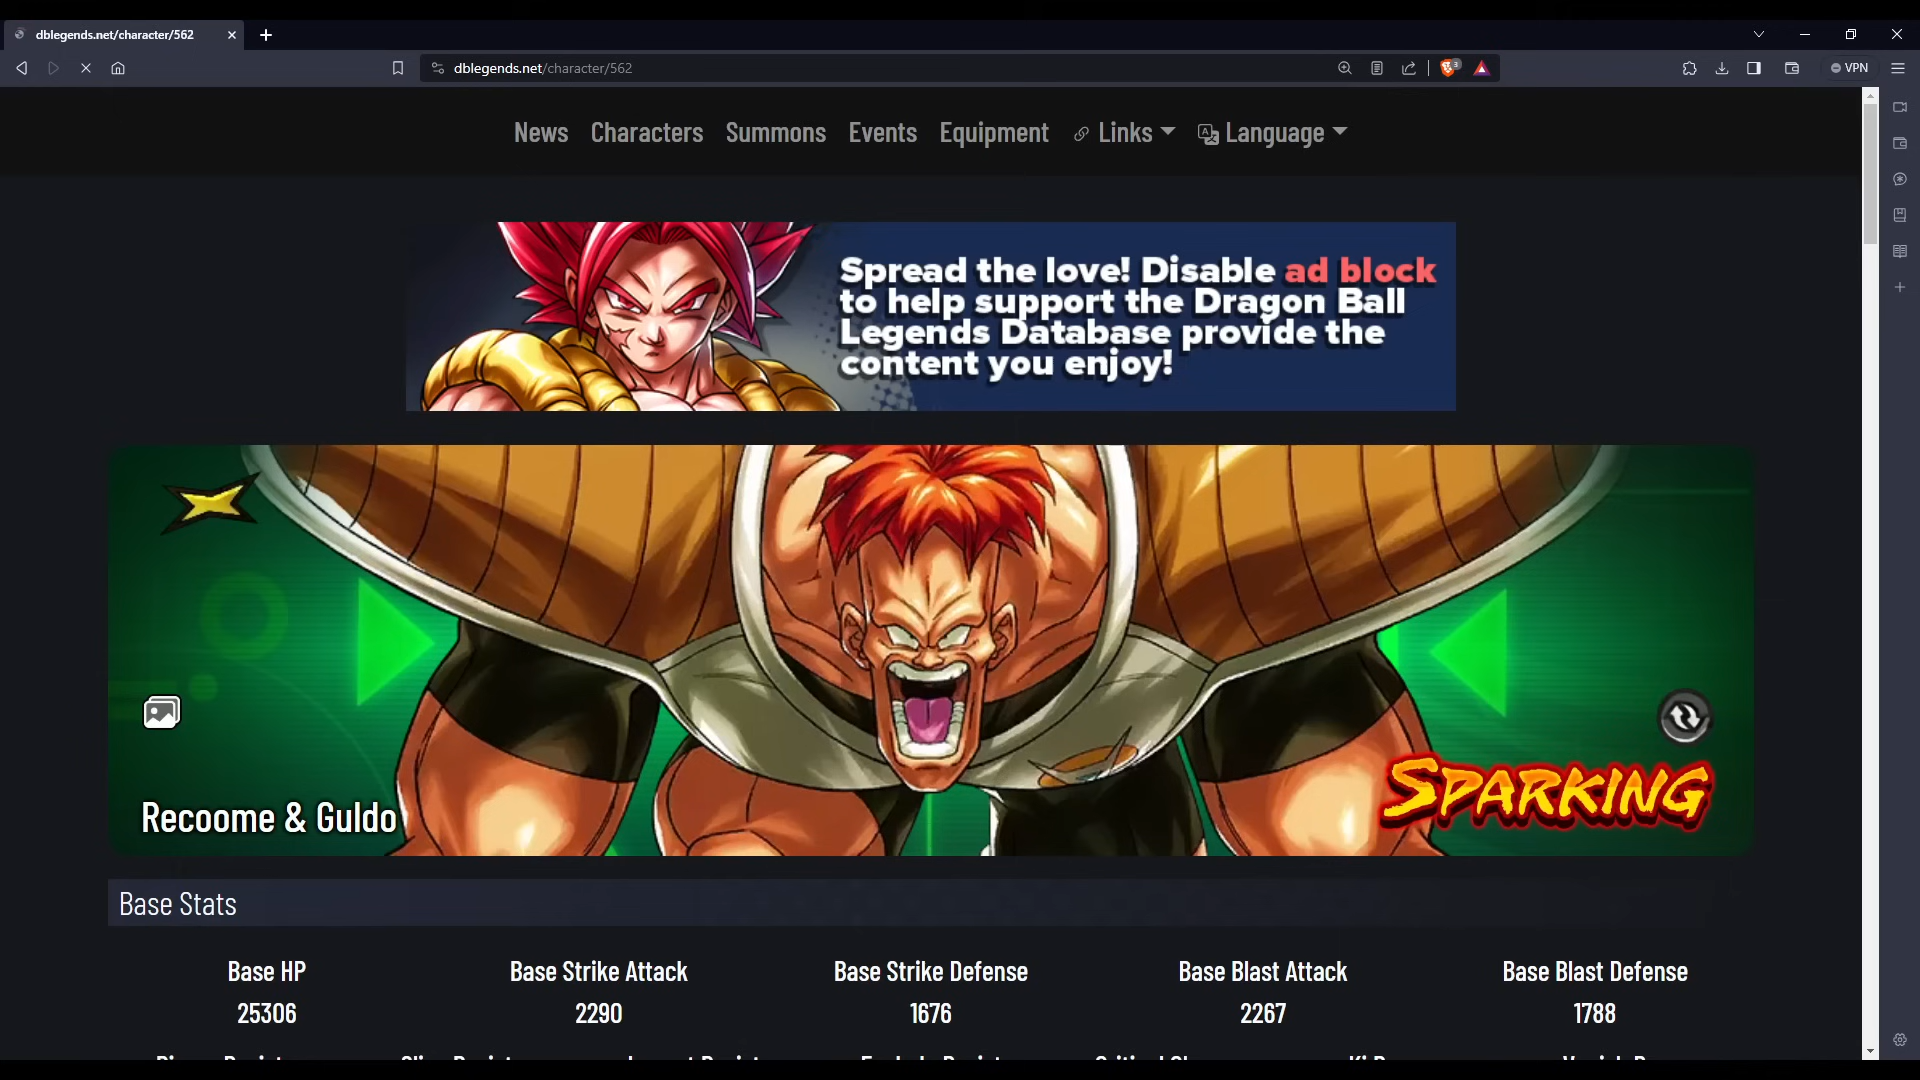 dblegends.net/character/562
dblegends.net/character/562
3
VPN
News Characters Summons Events Equipment Links Language
Spread the love! Disable ad block
to help support the Dragon Ball
Legends Database provide the
content you enjoy!
Recoome & Guldo
SPARKING
Base Stats
Base HP Base Strike Attack Base Strike Defense Base Blast Attack Base Blast Defense
25306 2290 1676 2267 1788